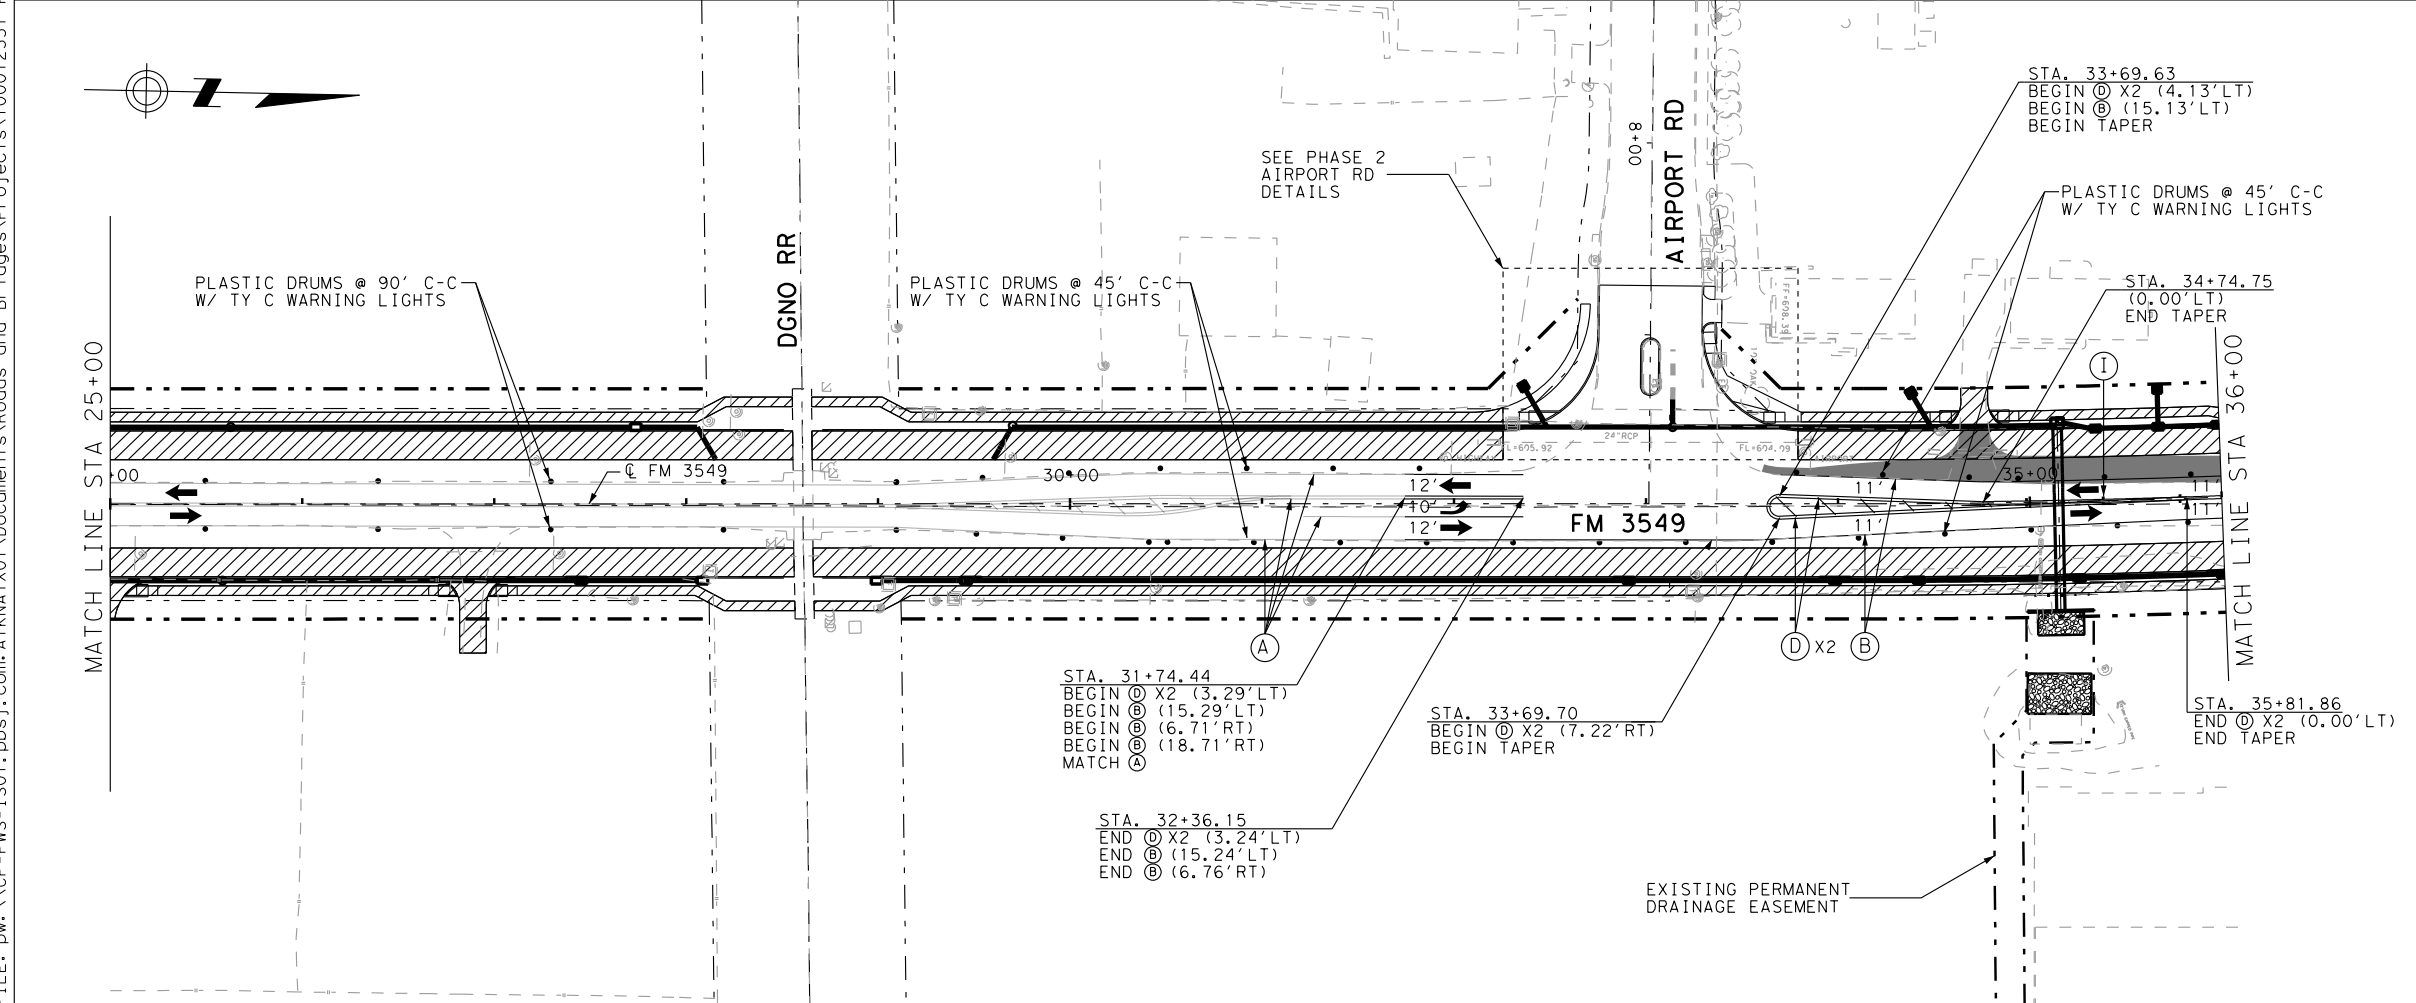 STA. 33+69.63
BEGIN Ⓓ X2 (4.13'LT)
BEGIN Ⓑ (15.13'LT)
BEGIN TAPER
8+00
AIRPORT RD
SEE PHASE 2
AIRPORT RD
DETAILS
PLASTIC DRUMS @ 45' C-C
W/ TY C WARNING LIGHTS
DGNO RR
PLASTIC DRUMS @ 90' C-C
W/ TY C WARNING LIGHTS
PLASTIC DRUMS @ 45' C-C
W/ TY C WARNING LIGHTS
STA. 34+74.75
(0.00'LT)
END TAPER
MATCH LINE STA 25+00
MATCH LINE STA 36+00
I
24"RCP
FL=604.09
+00
℄ FM 3549
30+00
35+00
12'
10'
12'
11'
11'
11'
11'
FM 3549
A
D X2
B
STA. 31+74.44
BEGIN Ⓓ X2 (3.29'LT)
BEGIN Ⓑ (15.29'LT)
BEGIN Ⓑ (6.71'RT)
BEGIN Ⓑ (18.71'RT)
MATCH Ⓐ
STA. 33+69.70
BEGIN Ⓓ X2 (7.22'RT)
BEGIN TAPER
STA. 35+81.86
END Ⓓ X2 (0.00'LT)
END TAPER
STA. 32+36.15
END Ⓓ X2 (3.24'LT)
END Ⓑ (15.24'LT)
END Ⓑ (6.76'RT)
EXISTING PERMANENT
DRAINAGE EASEMENT